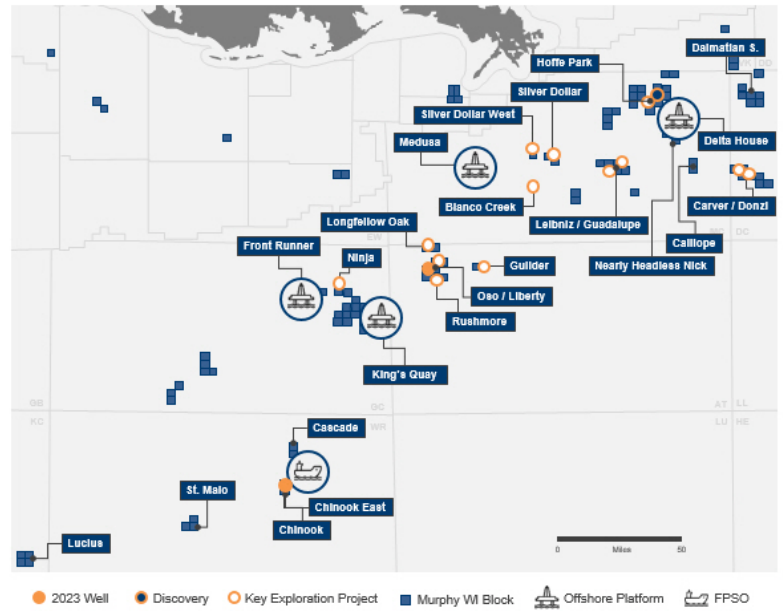 Dalmatian S.
Hoffe Park
VK DD
Silver Dollar
Silver Dollar West
Medusa
Delta House
Blanco Creek
Carver / Donzi
Leibniz / Guadalupe
Longfellow Oak
MC DC
EW
Calliope
Front Runner
Ninja
Guilder
Nearly Headless Nick
Oso / Liberty
Rushmore
King's Quay
GB
GC
AT LL
KC
WR
LU HE
Cascade
St. Malo
Chinook East
Chinook
Lucius
0 Miles 50
2023 Well Discovery Key Exploration Project Murphy WI Block Offshore Platform FPSO